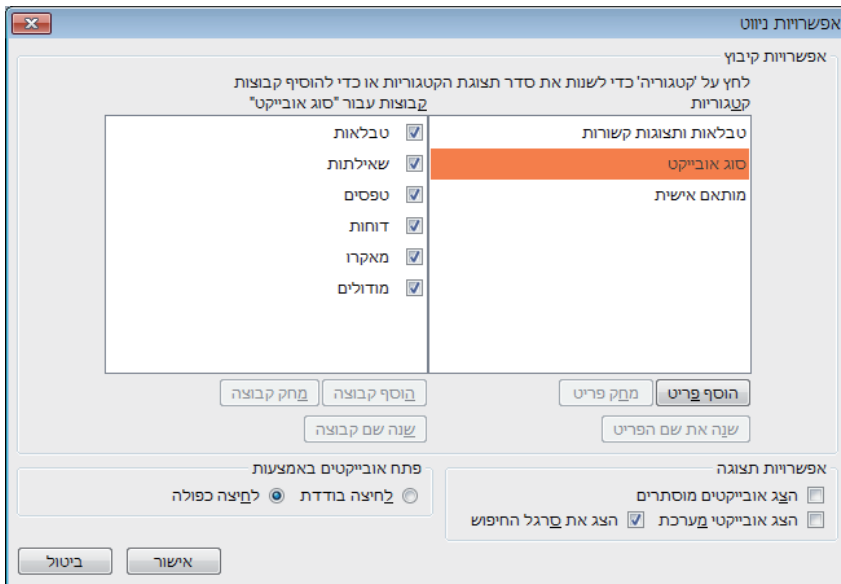 אפשרויות ניווט
אפשרויות קיבוץ
לחץ על 'קטגוריה' כדי לשנות את סדר תצוגת הקטגוריות או כדי להוסיף קבוצות
קטגוריות
קבוצות עבור "סוג אובייקט"
טבלאות ותצוגות קשורות
סוג אובייקט
מותאם אישית
טבלאות
שאילתות
טפסים
דוחות
מאקרו
מודולים
הוסף פריט
מחק פריט
הוסף קבוצה
מחק קבוצה
שנה את שם הפריט
שנה שם קבוצה
אפשרויות תצוגה
הצג אובייקטים מוסתרים
הצג אובייקטי מערכת
הצג את סרגל החיפוש
פתח אובייקטים באמצעות
לחיצה בודדת
לחיצה כפולה
אישור
ביטול